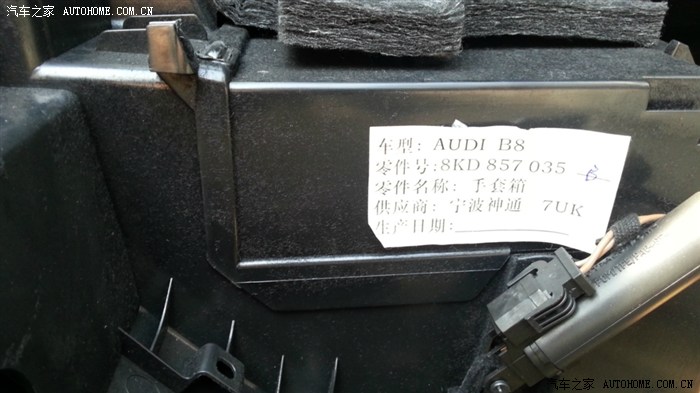 汽车之家 AUTOHOME.COM.CN
车型: AUDI B8
零件号:8KD 857 035 B
零件名称: 手套箱
供应商: 宁波神通 7UK
生产日期:
汽车之家 AUTOHOME.COM.CN